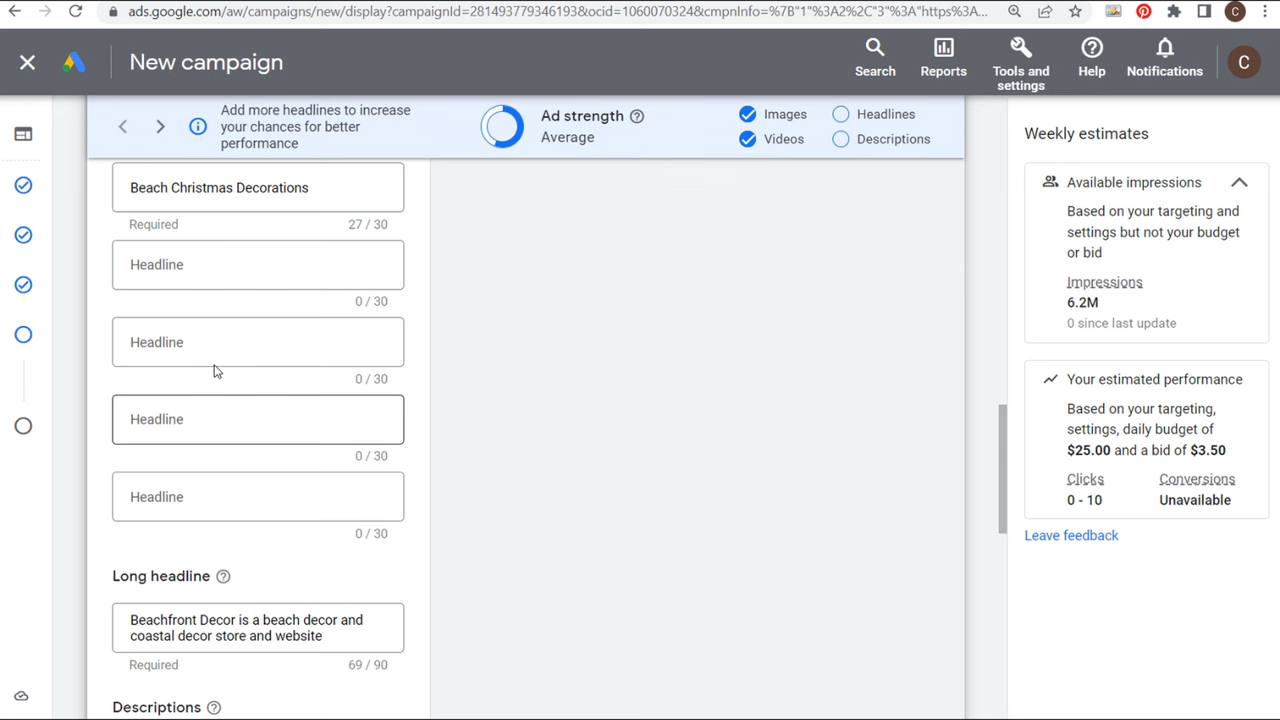 ads.google.com/aw/campaigns/new/display?campaignId=281493779346193&ocid=1060070324&cmpnInfo=%7B"1"%3A2%2C"3"%3A"https%3A...
C
New campaign
Search
Reports
Tools and
settings
Help
Notifications
C
Add more headlines to increase
your chances for better
performance
Ad strength
Average
Images
Headlines
Videos
Descriptions
Beach Christmas Decorations
Required 27 / 30
Headline
0 / 30
Headline
0 / 30
Headline
0 / 30
Headline
0 / 30
Long headline
Beachfront Decor is a beach decor and
coastal decor store and website
Required 69 / 90
Descriptions
Weekly estimates
Available impressions
Based on your targeting and
settings but not your budget
or bid
Impressions
6.2M
0 since last update
Your estimated performance
Based on your targeting,
settings, daily budget of
$25.00 and a bid of $3.50
Clicks Conversions
0 - 10 Unavailable
Leave feedback